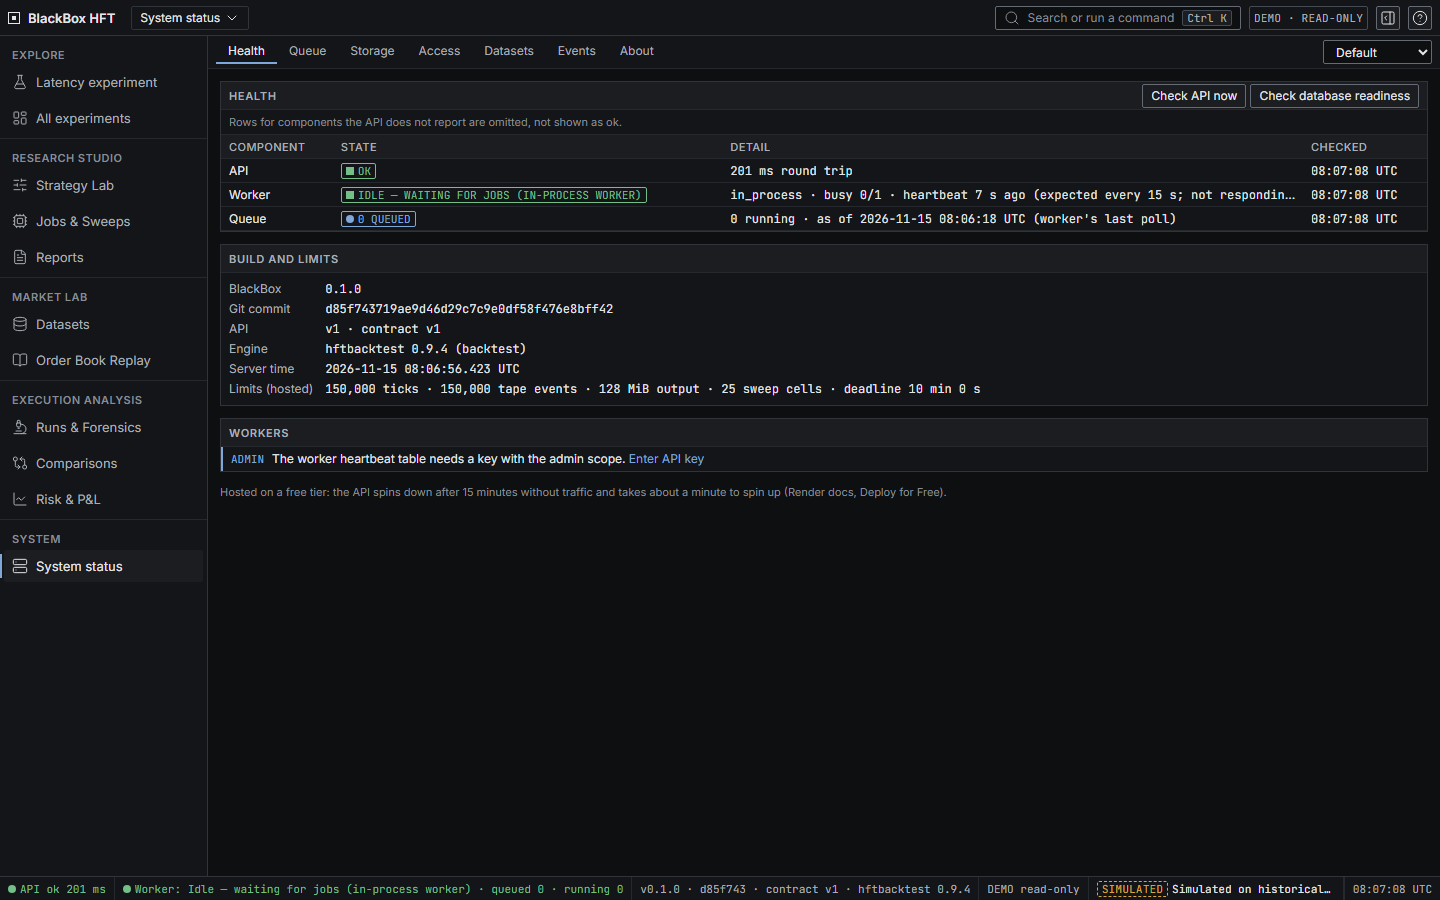 BlackBox HFT
System status
Search or run a command Ctrl K
DEMO · READ-ONLY
EXPLORE
Latency experiment
All experiments
RESEARCH STUDIO
Strategy Lab
Jobs & Sweeps
Reports
MARKET LAB
Datasets
Order Book Replay
EXECUTION ANALYSIS
Runs & Forensics
Comparisons
Risk & P&L
SYSTEM
System status
Health Queue Storage Access Datasets Events About
Default
HEALTH
Check API now
Check database readiness
Rows for components the API does not report are omitted, not shown as ok.
COMPONENT STATE DETAIL CHECKED
API OK 201 ms round trip 08:07:08 UTC
Worker IDLE — WAITING FOR JOBS (IN-PROCESS WORKER) in_process · busy 0/1 · heartbeat 7 s ago (expected every 15 s; not respondin… 08:07:08 UTC
Queue 0 QUEUED 0 running · as of 2026-11-15 08:06:18 UTC (worker's last poll) 08:07:08 UTC
BUILD AND LIMITS
BlackBox 0.1.0
Git commit d85f743719ae9d46d29c7c9e0df58f476e8bff42
API v1 · contract v1
Engine hftbacktest 0.9.4 (backtest)
Server time 2026-11-15 08:06:56.423 UTC
Limits (hosted) 150,000 ticks · 150,000 tape events · 128 MiB output · 25 sweep cells · deadline 10 min 0 s
WORKERS
ADMIN The worker heartbeat table needs a key with the admin scope. Enter API key
Hosted on a free tier: the API spins down after 15 minutes without traffic and takes about a minute to spin up (Render docs, Deploy for Free).
API ok 201 ms
Worker: Idle — waiting for jobs (in-process worker) · queued 0 · running 0
v0.1.0 · d85f743 · contract v1 · hftbacktest 0.9.4
DEMO read-only
SIMULATED Simulated on historical…
08:07:08 UTC